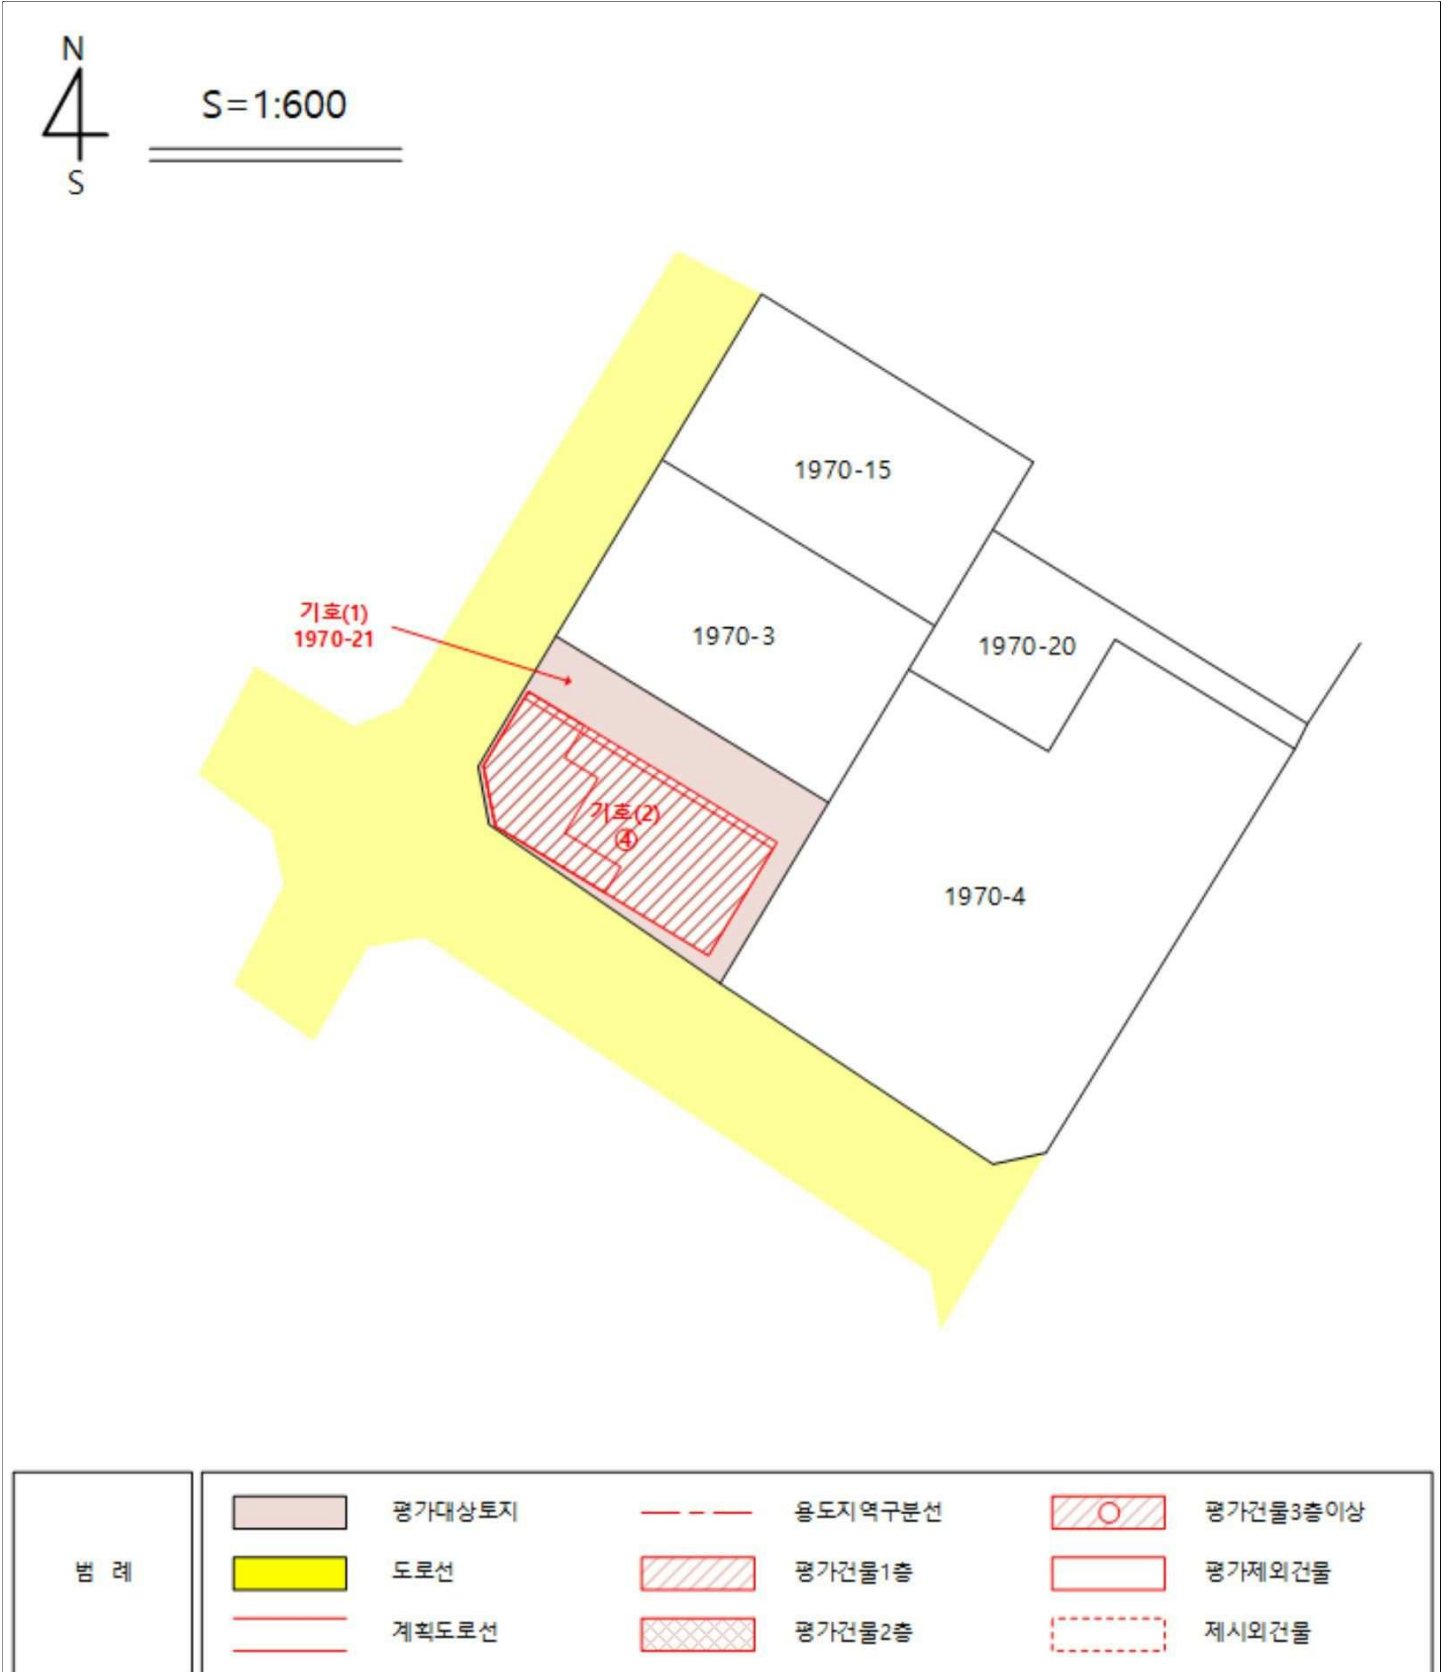 N
S=1:600
S
1970-15
기호(1)
1970-21
1970-3
1970-20
기호(2)
④
1970-4
범 례
평가대상토지
용도지역구분선
평가건물3층이상
도로선
평가건물1층
평가제외건물
계획도로선
평가건물2층
제시외건물